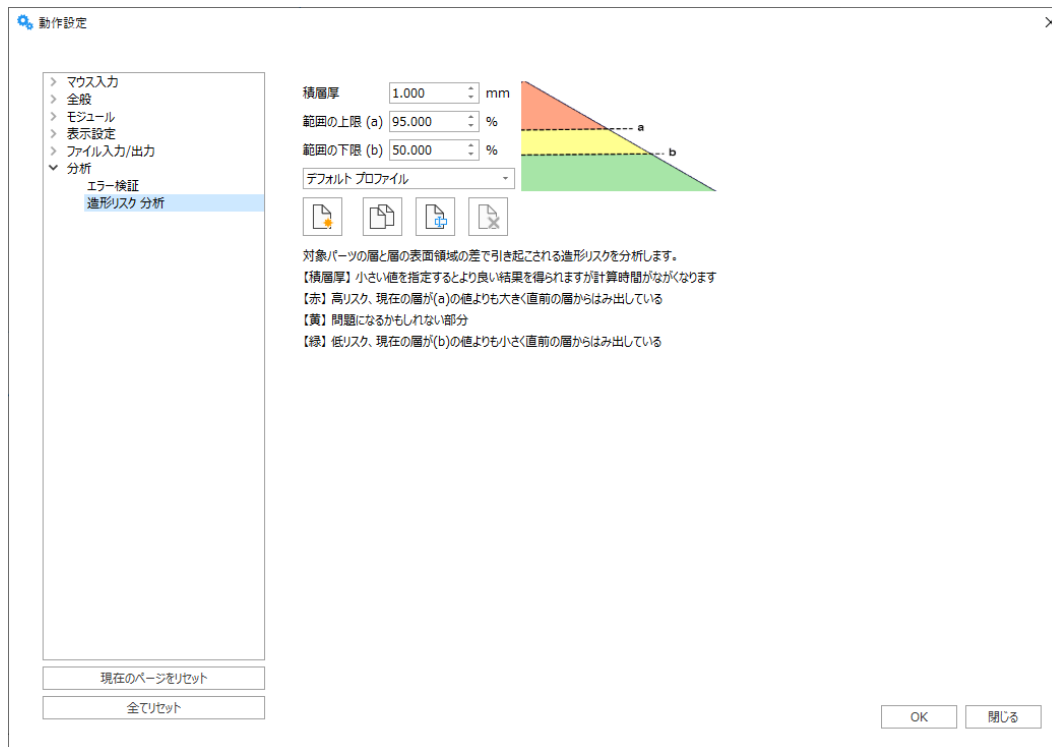 動作設定
マウス入力
全般
モジュール
表示設定
ファイル入力/出力
分析
エラー検証
造形リスク 分析
現在のページをリセット
全てリセット
積層厚 1.000 mm
範囲の上限 (a) 95.000 %
範囲の下限 (b) 50.000 %
a
b
デフォルト プロファイル
対象パーツの層と層の表面領域の差で引き起こされる造形リスクを分析します。
【積層厚】 小さい値を指定するとより良い結果を得られますが計算時間がながくなります
【赤】 高リスク、現在の層が(a)の値よりも大きく直前の層からはみ出している
【黄】 問題になるかもしれない部分
【緑】 低リスク、現在の層が(b)の値よりも小さく直前の層からはみ出している
OK
閉じる